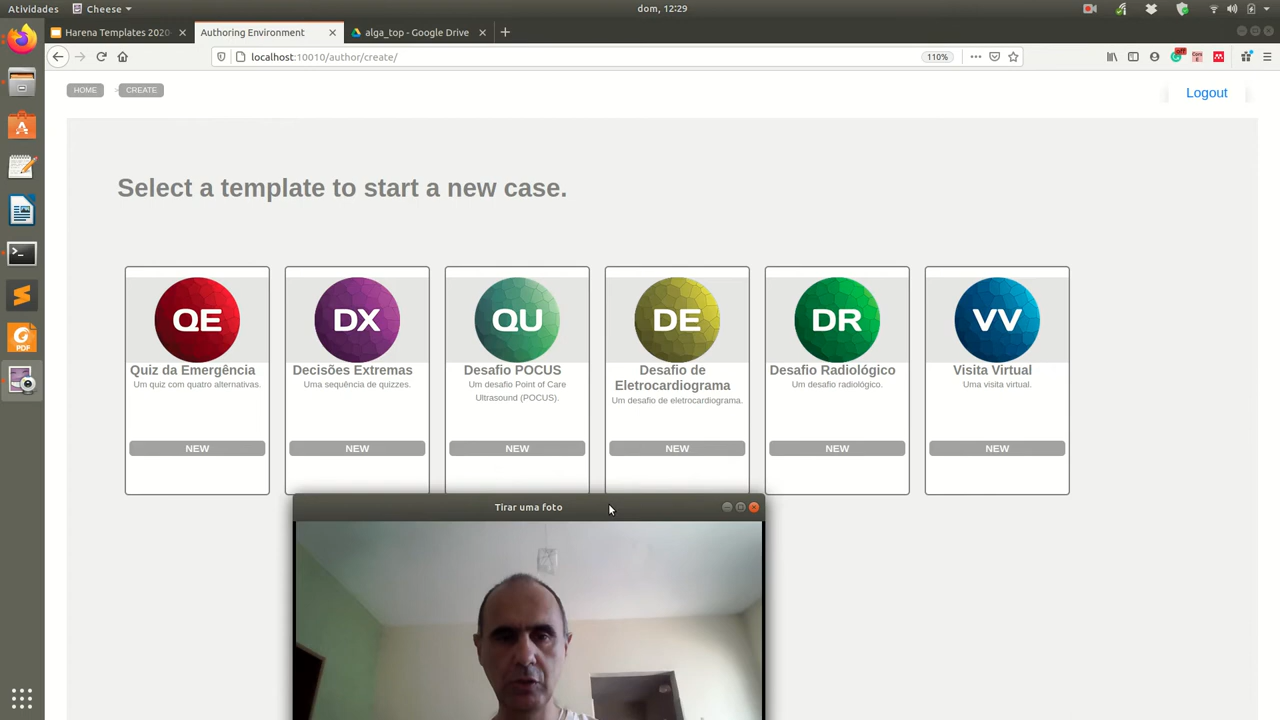 Atividades
Cheese
dom, 12:29
Harena Templates 2020-
Authoring Environment
alga_top - Google Drive
localhost:10010/author/create/
110%
off
HOME
> CREATE
Logout
Select a template to start a new case.
QE
Quiz da Emergência
Um quiz com quatro alternativas.
NEW
DX
Decisões Extremas
Uma sequência de quizzes.
NEW
QU
Desafio POCUS
Um desafio Point of Care
Ultrasound (POCUS).
NEW
DE
Desafio de
Eletrocardiograma
Um desafio de eletrocardiograma.
NEW
DR
Desafio Radiológico
Um desafio radiológico.
NEW
VV
Visita Virtual
Uma visita virtual.
NEW
Tirar uma foto
PDF